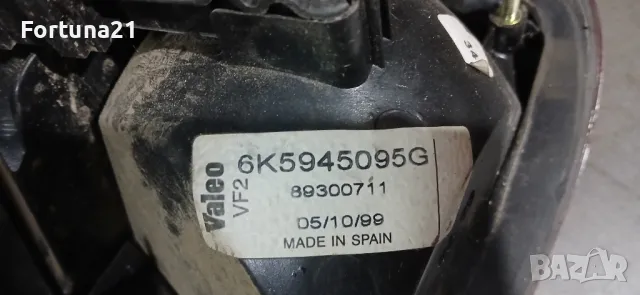 Fortuna21
Valeo
VF2
6K5945095G
89300711
05/10/99
MADE IN SPAIN
BAZAR